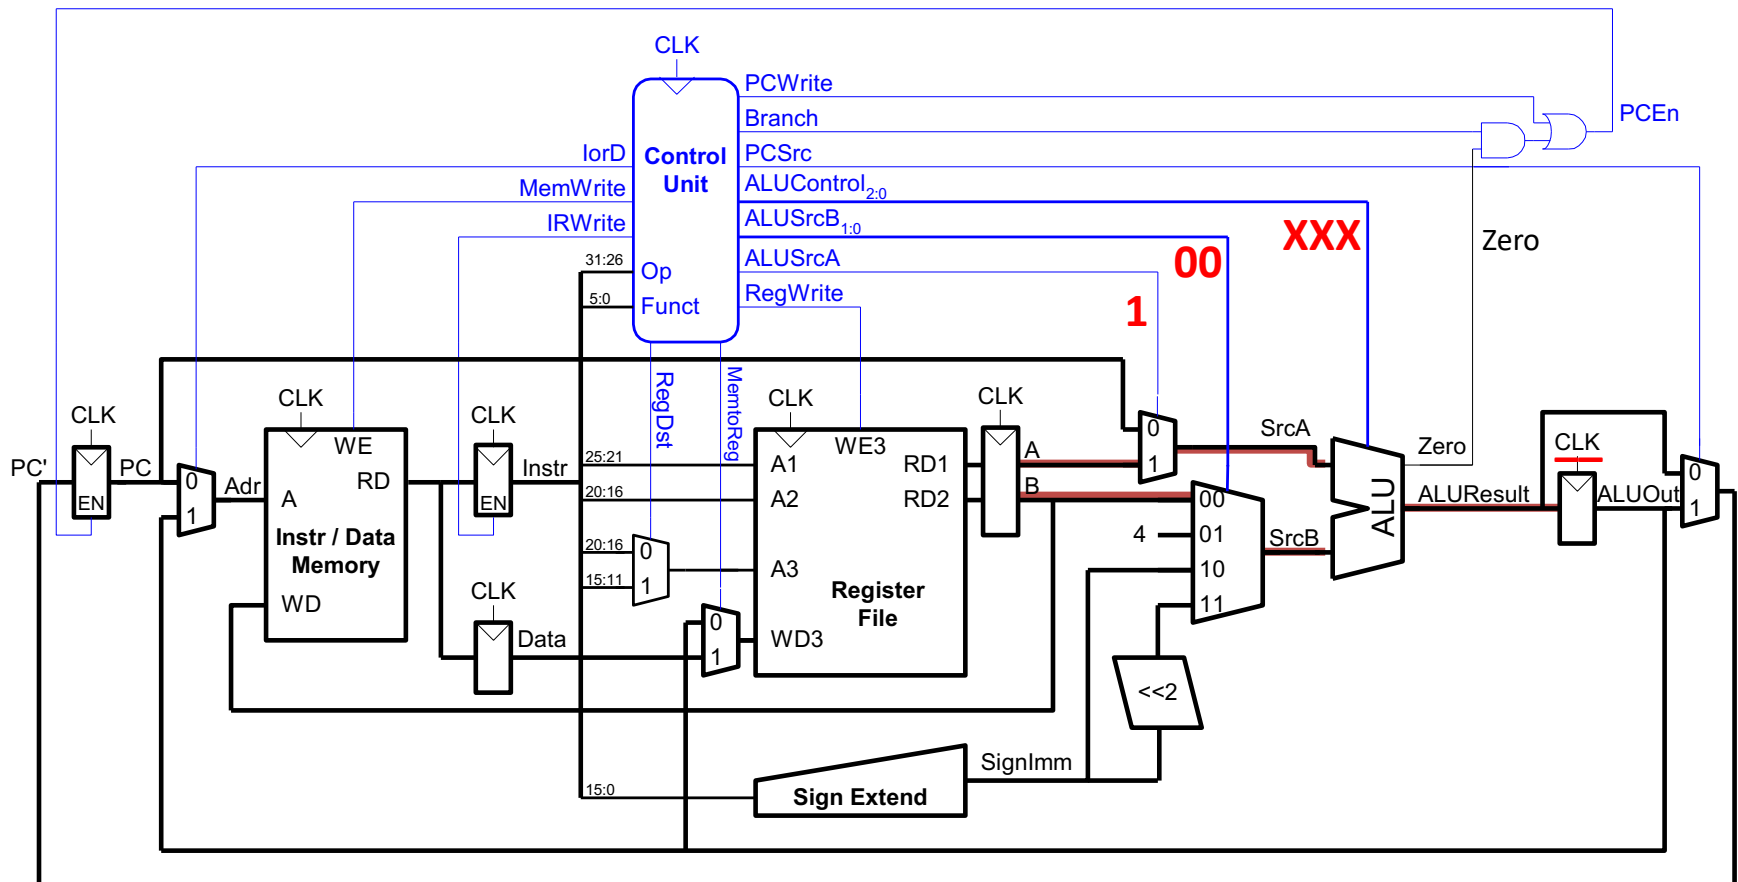 CLK
PCWrite
Branch
PCEn
IorD
Control
Unit
PCSrc
MemWrite
ALUControl2:0
IRWrite
ALUSrcB1:0
XXX
Zero
31:26
Op
ALUSrcA
00
5:0
Funct
RegWrite
1
RegDst
MemtoReg
CLK
CLK
CLK
CLK
CLK
CLK
WE
WE3
0
SrcA
Zero
PC'
PC
EN
0
1
Adr
A
RD
EN
Instr
25:21
A1
RD1
A
1
0
20:16
A2
RD2
B
00
ALU
ALUResult
ALUOut
1
Instr / Data
Memory
4
01
SrcB
20:16
0
A3
10
15:11
1
CLK
Register
File
WD
11
Data
0
1
WD3
<<2
SignImm
15:0
Sign Extend